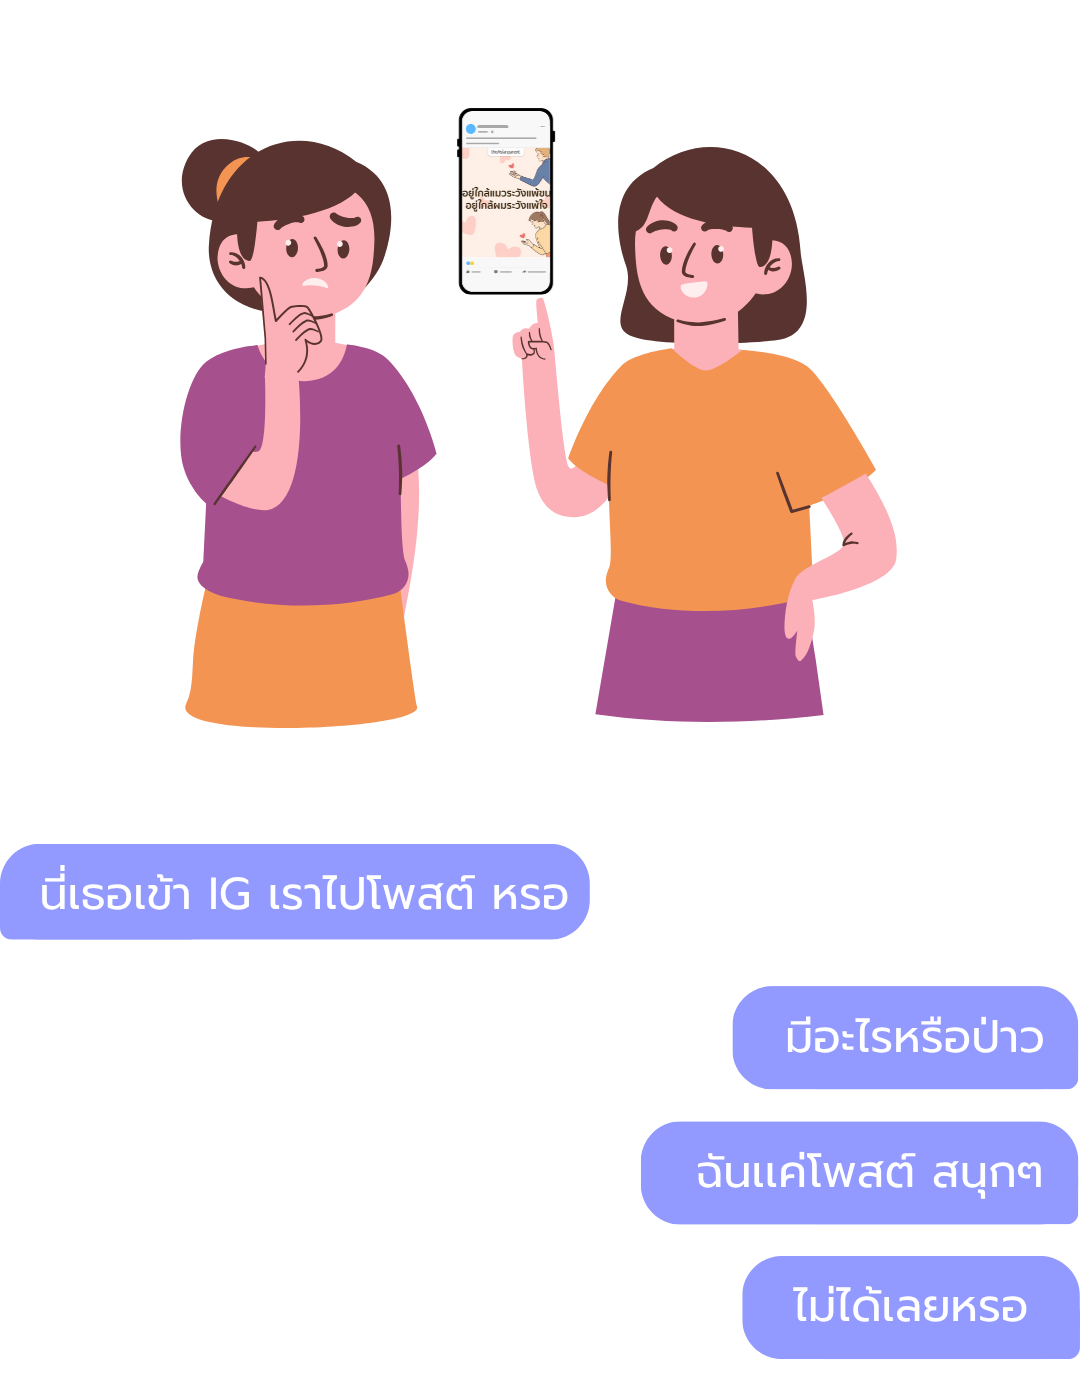 อยู่ใกล้แมวระวังแพ้ขน
อยู่ใกล้ผมระวังแพ้ใจ
นี่เธอเข้า IG เราไปโพสต์ หรอ
มีอะไรหรือป่าว
ฉันแค่โพสต์ สนุกๆ
ไม่ได้เลยหรอ